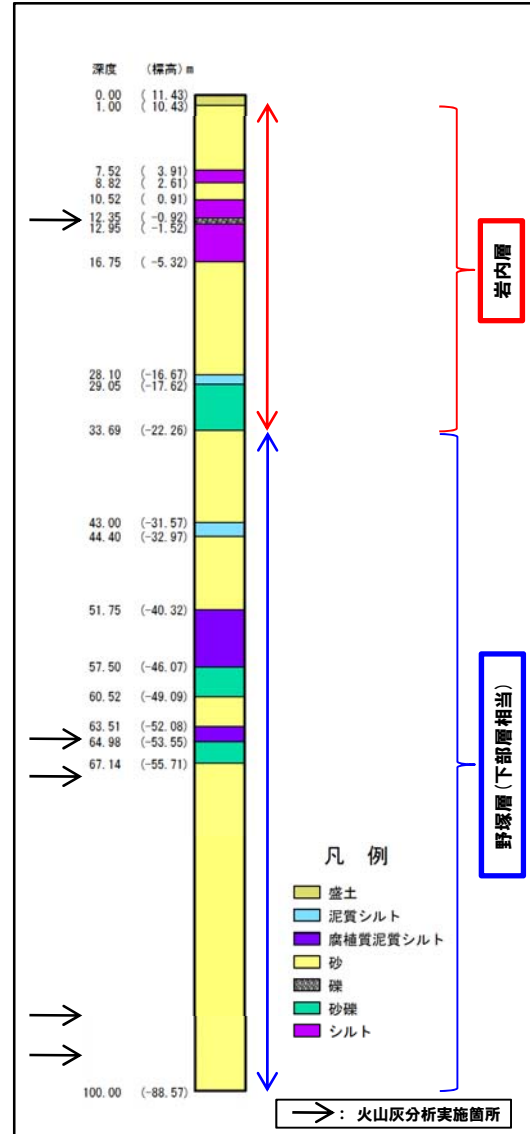 深度 (標高)m
0.00 ( 11.43)
1.00 ( 10.43)
7.52 ( 3.91)
8.82 ( 2.61)
10.52 ( 0.91)
12.35 ( -0.92)
12.95 ( -1.52)
16.75 ( -5.32)
28.10 (-16.67)
29.05 (-17.62)
33.69 (-22.26)
43.00 (-31.57)
44.40 (-32.97)
51.75 (-40.32)
57.50 (-46.07)
60.52 (-49.09)
63.51 (-52.08)
64.98 (-53.55)
67.14 (-55.71)
100.00 (-88.57)
岩内層
野塚層(下部層相当)
凡 例
盛土
泥質シルト
腐植質泥質シルト
砂
礫
砂礫
シルト
→: 火山灰分析実施箇所